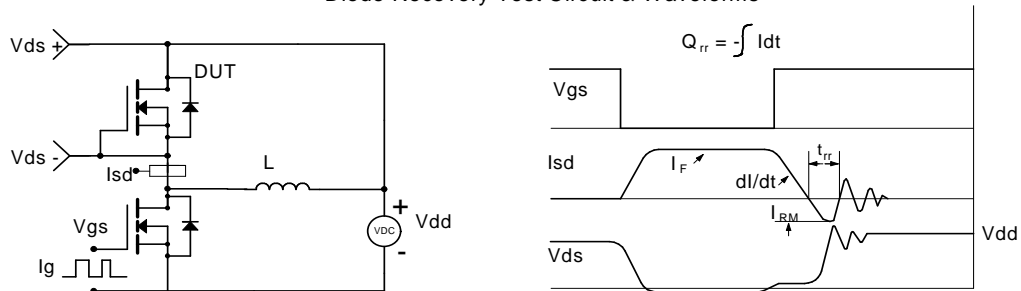 Diode Recovery Test Circuit & Waveforms
Vds +
DUT
Vds -
Isd
L
Vgs
Ig
+
VDC
Vdd
-
Q rr = -∫ Idt
Vgs
Isd
I F
dI/dt
t rr
I RM
Vdd
Vds